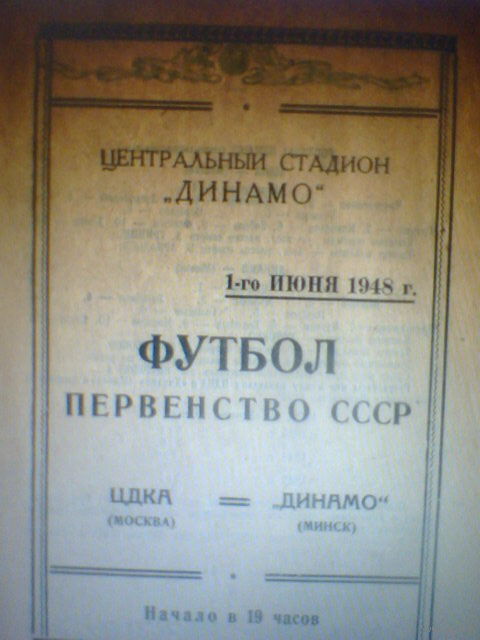 ЦЕНТРАЛЬНЫЙ СТАДИОН
„ДИНАМО“
1-го ИЮНЯ 1948 г.
ФУТБОЛ
ПЕРВЕНСТВО СССР
ЦДКА = „ДИНАМО“
(МОСКВА) (МИНСК)
Начало в 19 часов